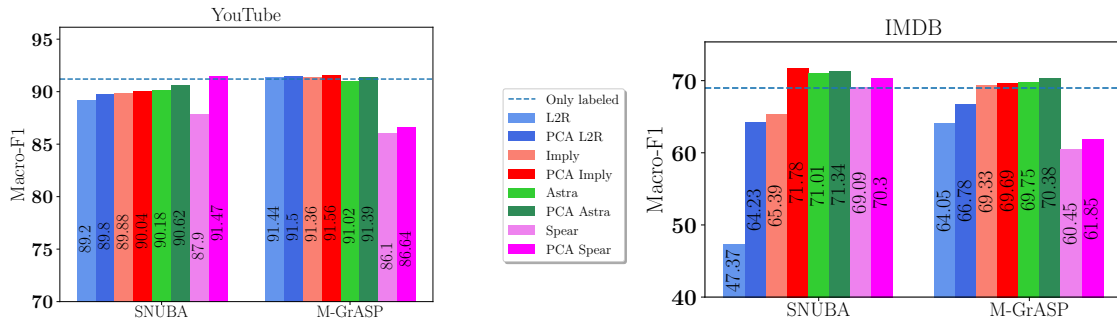 YouTube
Macro-F1
95
90
85
80
75
70
89.2
89.8
89.88
90.04
90.18
90.62
87.9
91.47
91.44
91.5
91.36
91.56
91.02
91.39
86.1
86.64
SNUBA
M-GrASP
Only labeled
L2R
PCA L2R
Imply
PCA Imply
Astra
PCA Astra
Spear
PCA Spear
IMDB
Macro-F1
70
60
50
40
47.37
64.23
65.39
71.78
71.01
71.34
69.09
70.3
64.05
66.78
69.33
69.69
69.75
70.38
60.45
61.85
SNUBA
M-GrASP